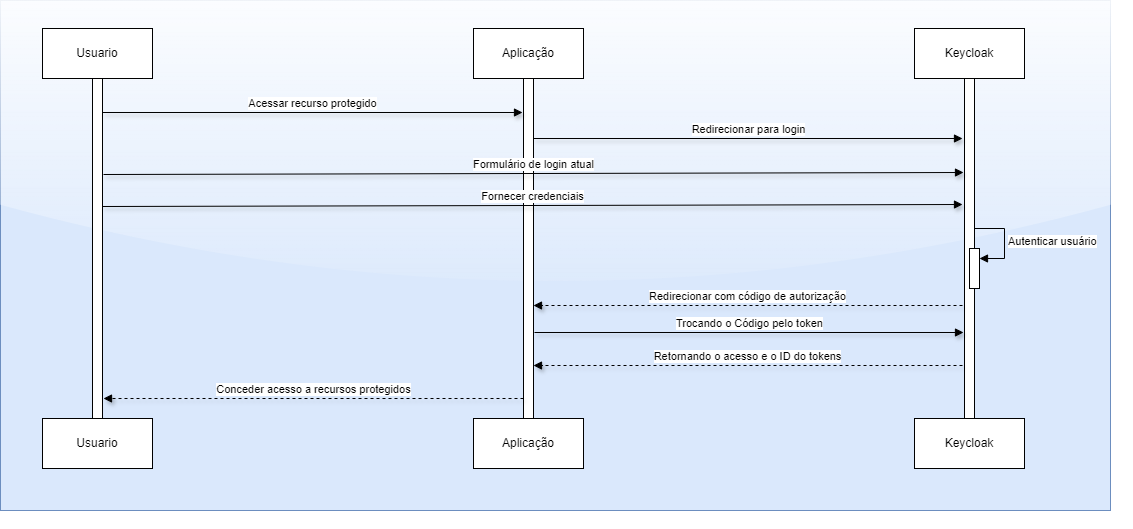 Usuario
Aplicação
Keycloak
Acessar recurso protegido
Redirecionar para login
Formulário de login atual
Fornecer credenciais
Autenticar usuário
Redirecionar com código de autorização
Trocando o Código pelo token
Retornando o acesso e o ID do tokens
Conceder acesso a recursos protegidos
Usuario
Aplicação
Keycloak